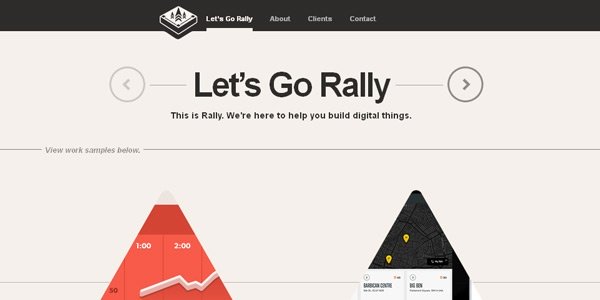 Let's Go Rally About Clients Contact
Let's Go Rally
This is Rally. We're here to help you build digital things.
View work samples below.
1:00 2:00
50
BARBICAN CENTRE BIG BEN